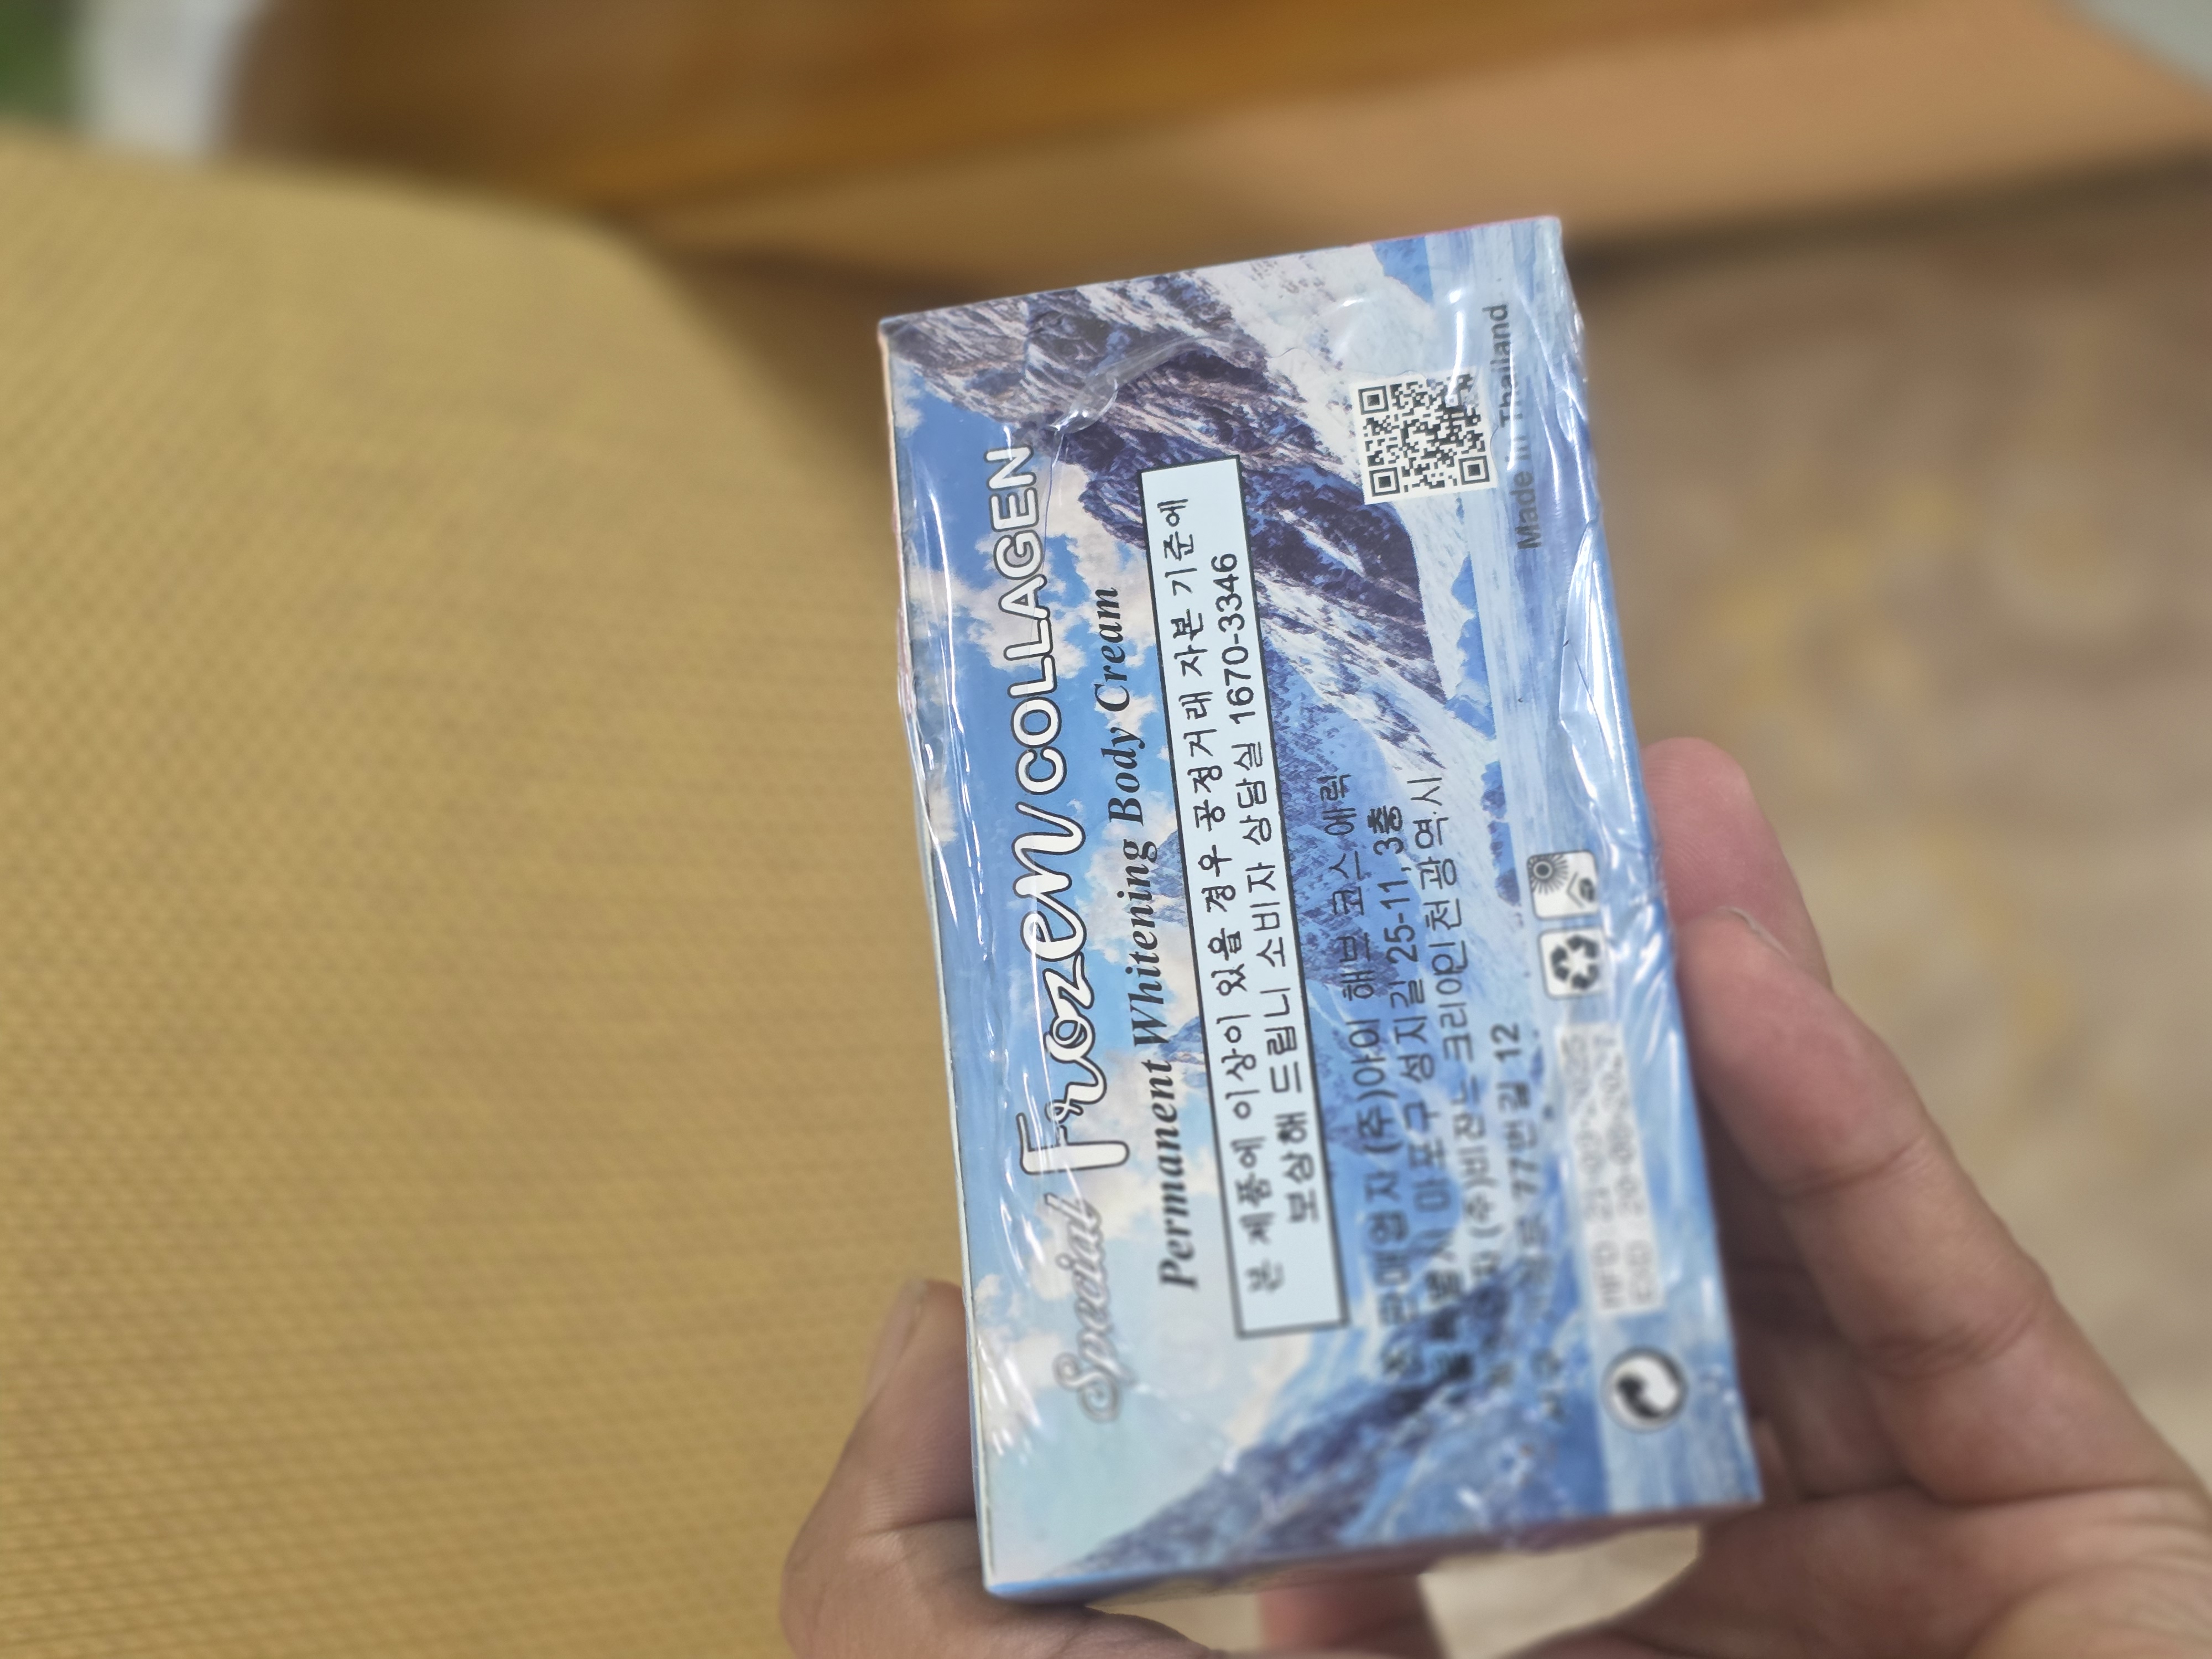 Special Frozen COLLAGEN
Permanent Whitening Body Cream
본 제품에 이상이 있을 경우 공정거래 자본 기준에
보상해 드립니니 소비자 상담실 1670-3346
(주)아이 해브 코스 에릭
마포구 성지길 25-11, 3층
(주)비잔느 크리아인천광역시
77번길 12
Made in Thailand